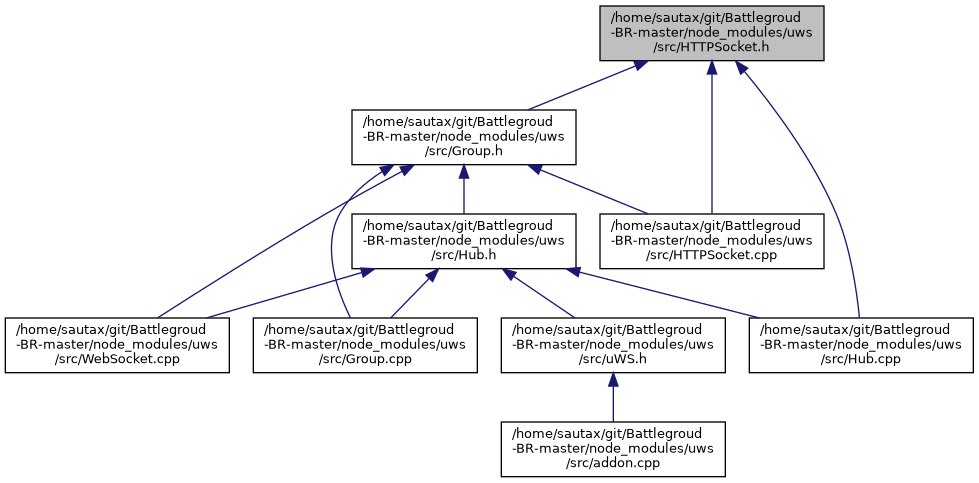 /home/sautax/git/Battlegroud
-BR-master/node_modules/uws
/src/HTTPSocket.h
/home/sautax/git/Battlegroud
-BR-master/node_modules/uws
/src/Group.h
/home/sautax/git/Battlegroud
-BR-master/node_modules/uws
/src/Hub.h
/home/sautax/git/Battlegroud
-BR-master/node_modules/uws
/src/HTTPSocket.cpp
/home/sautax/git/Battlegroud
-BR-master/node_modules/uws
/src/WebSocket.cpp
/home/sautax/git/Battlegroud
-BR-master/node_modules/uws
/src/Group.cpp
/home/sautax/git/Battlegroud
-BR-master/node_modules/uws
/src/uWS.h
/home/sautax/git/Battlegroud
-BR-master/node_modules/uws
/src/Hub.cpp
/home/sautax/git/Battlegroud
-BR-master/node_modules/uws
/src/addon.cpp